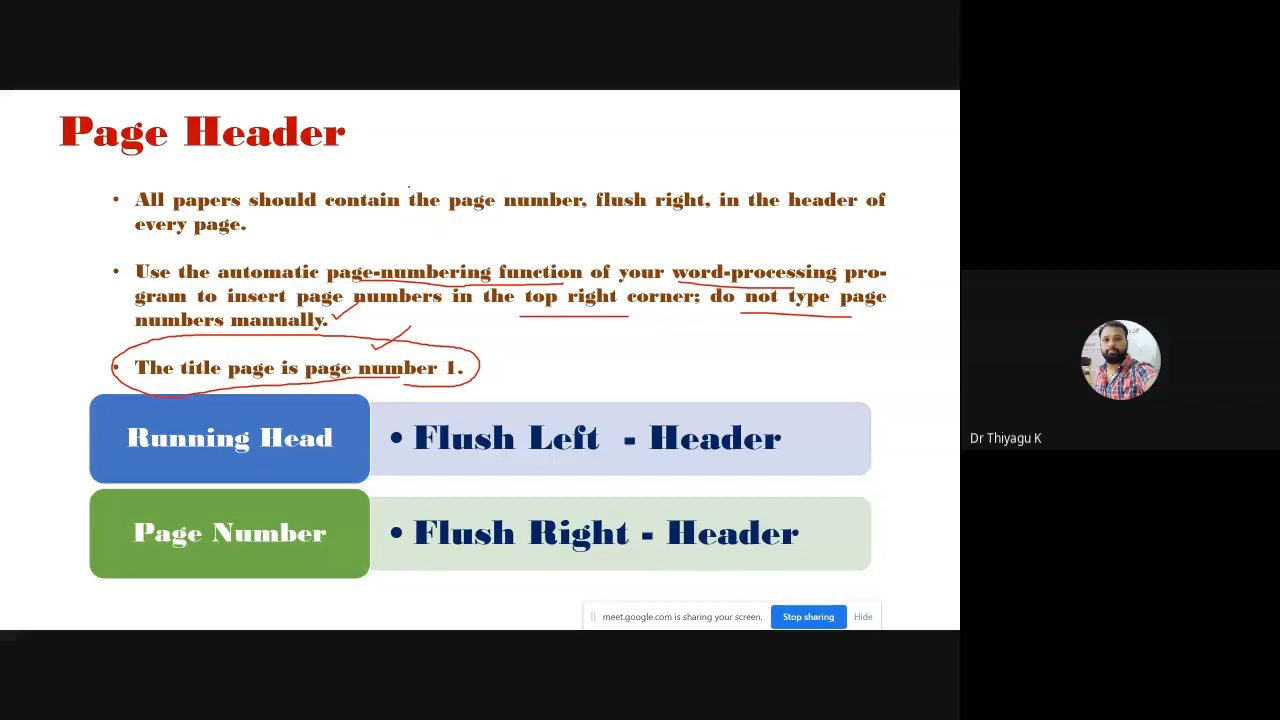 Page Header
• All papers should contain the page number, flush right, in the header of
every page.
• Use the automatic page-numbering function of your word-processing pro-
gram to insert page numbers in the top right corner; do not type page
numbers manually.
• The title page is page number 1.
Running Head
• Flush Left - Header
Page Number
• Flush Right - Header
meet.google.com is sharing your screen.
Stop sharing
Hide
Dr Thiyagu K